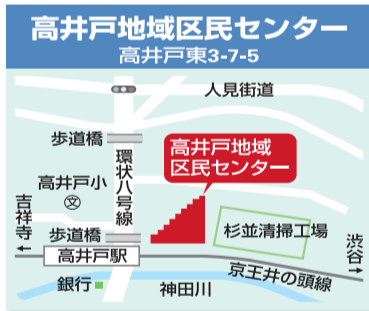 高井戸地域区民センター
高井戸東3-7-5
人見街道
歩道橋
高井戸地域
区民センター
環状八号線
高井戸小
文
吉祥寺
歩道橋
杉並清掃工場
渋谷
高井戸駅
京王井の頭線
銀行
神田川